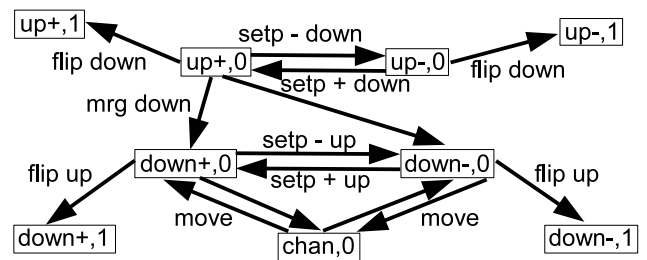 up+,1
setp - down
up-,1
flip down
up+,0
up-,0
flip down
setp + down
mrg down
setp - up
flip up
down+,0
down-,0
flip up
setp + up
move
move
down+,1
chan,0
down-,1